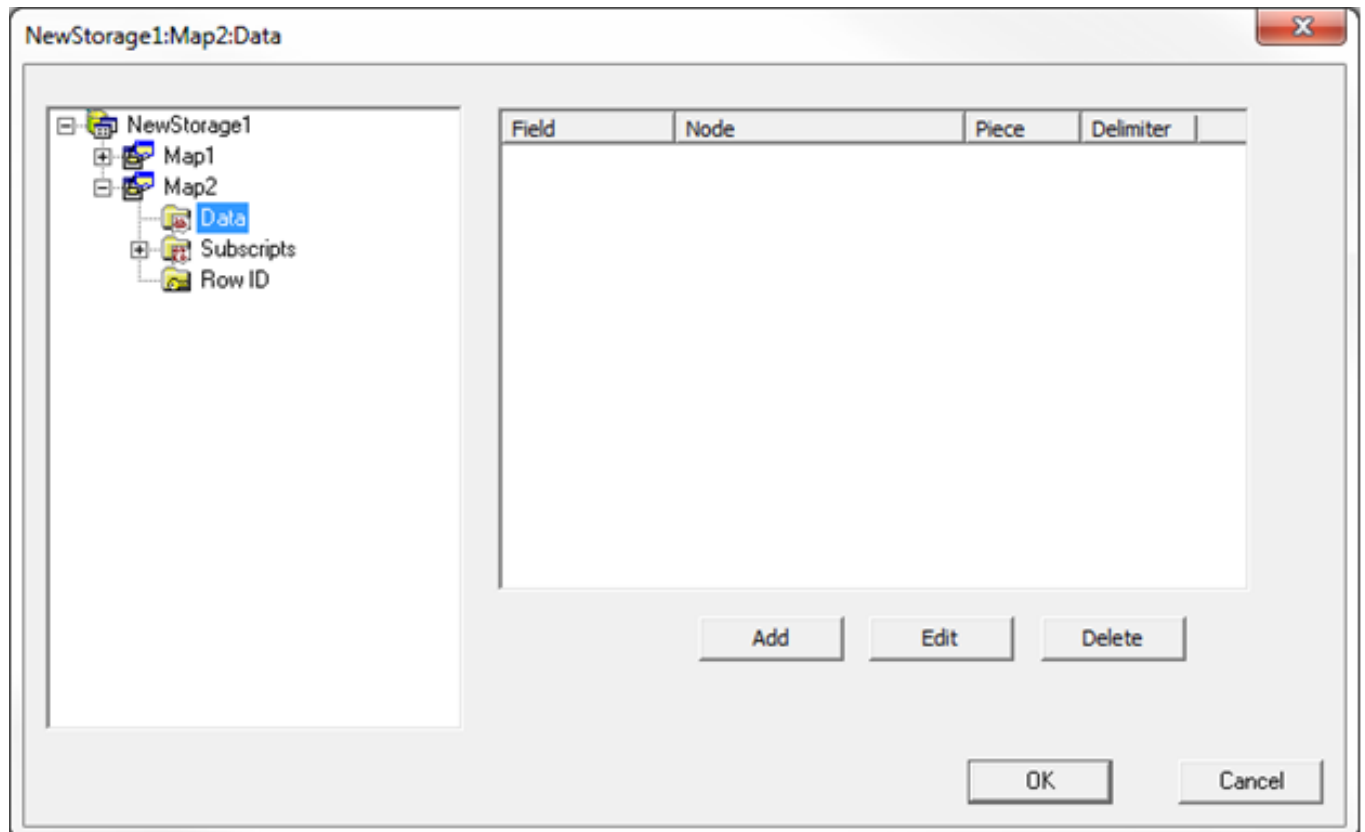 NewStorage1:Map2:Data
NewStorage1
Map1
Map2
Data
Subscripts
Row ID
Field Node Piece Delimiter
Add Edit Delete
OK Cancel